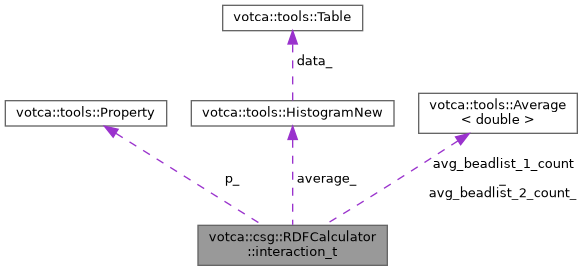 votca::tools::Table
data_
votca::tools::Property
votca::tools::HistogramNew
votca::tools::Average
< double >
p_
average_
avg_beadlist_1_count
_
avg_beadlist_2_count_
votca::csg::RDFCalculator
::interaction_t